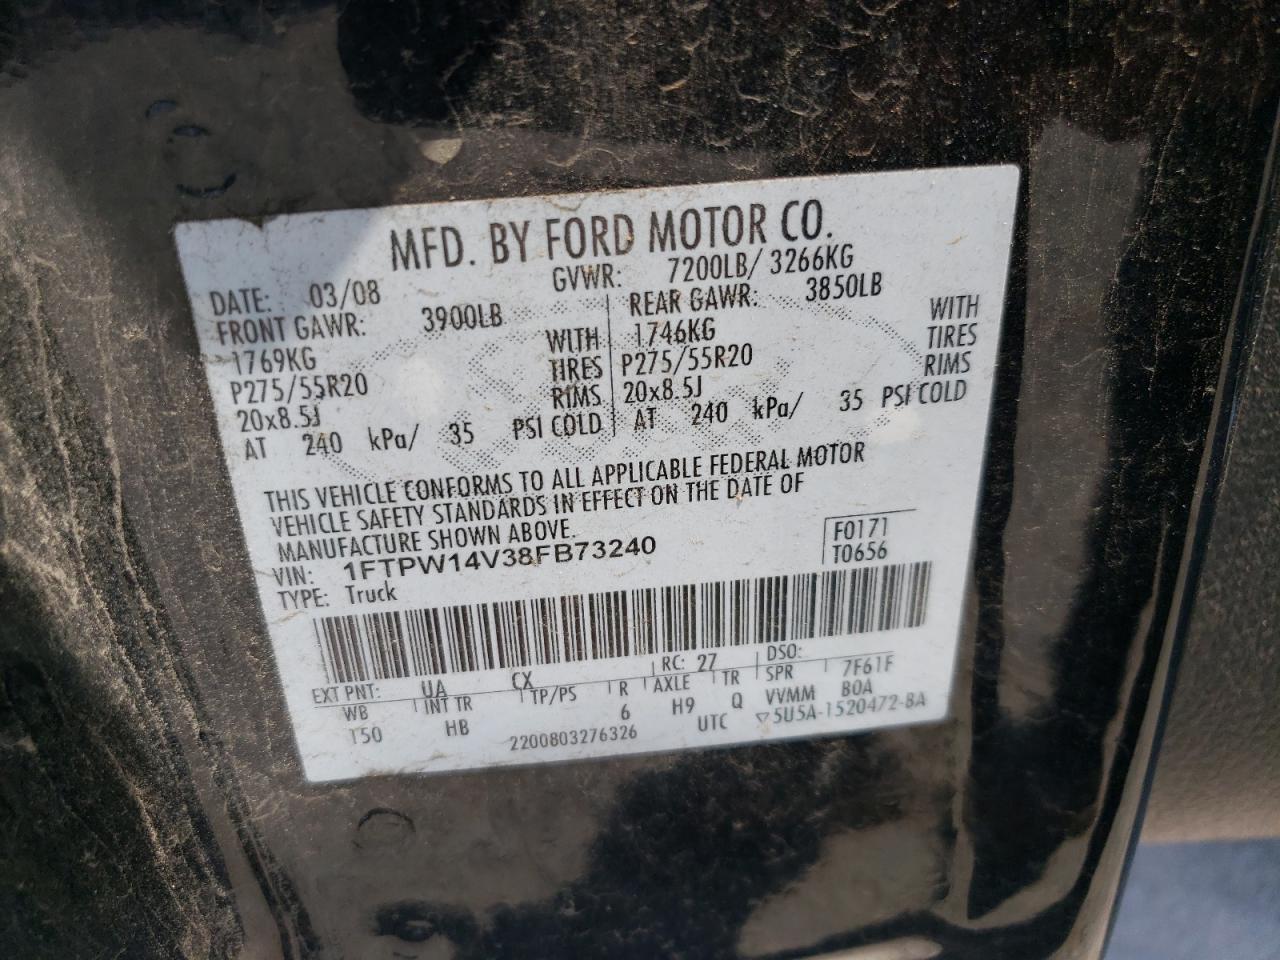 MFD. BY FORD MOTOR CO.
DATE: 03/08 GVWR: 7200LB/ 3266KG
FRONT GAWR: 3900LB REAR GAWR: 3850LB
1769KG WITH 1746KG WITH
P275/55R20 TIRES P275/55R20 TIRES
20x8.5J RIMS 20x8.5J RIMS
AT 240 kPa/ 35 PSI COLD AT 240 kPa/ 35 PSI COLD
THIS VEHICLE CONFORMS TO ALL APPLICABLE FEDERAL MOTOR
VEHICLE SAFETY STANDARDS IN EFFECT ON THE DATE OF
MANUFACTURE SHOWN ABOVE.
VIN: 1FTPW14V38FB73240 F0171
TYPE: Truck T0656
EXT PNT: UA CX RC: 27 DSO:
WB INT TR TP/PS R AXLE TR SPR 7F61F
150 HB 6 H9 Q VVMM BOA
2200803276326 UTC ▽5U5A-1520472-BA